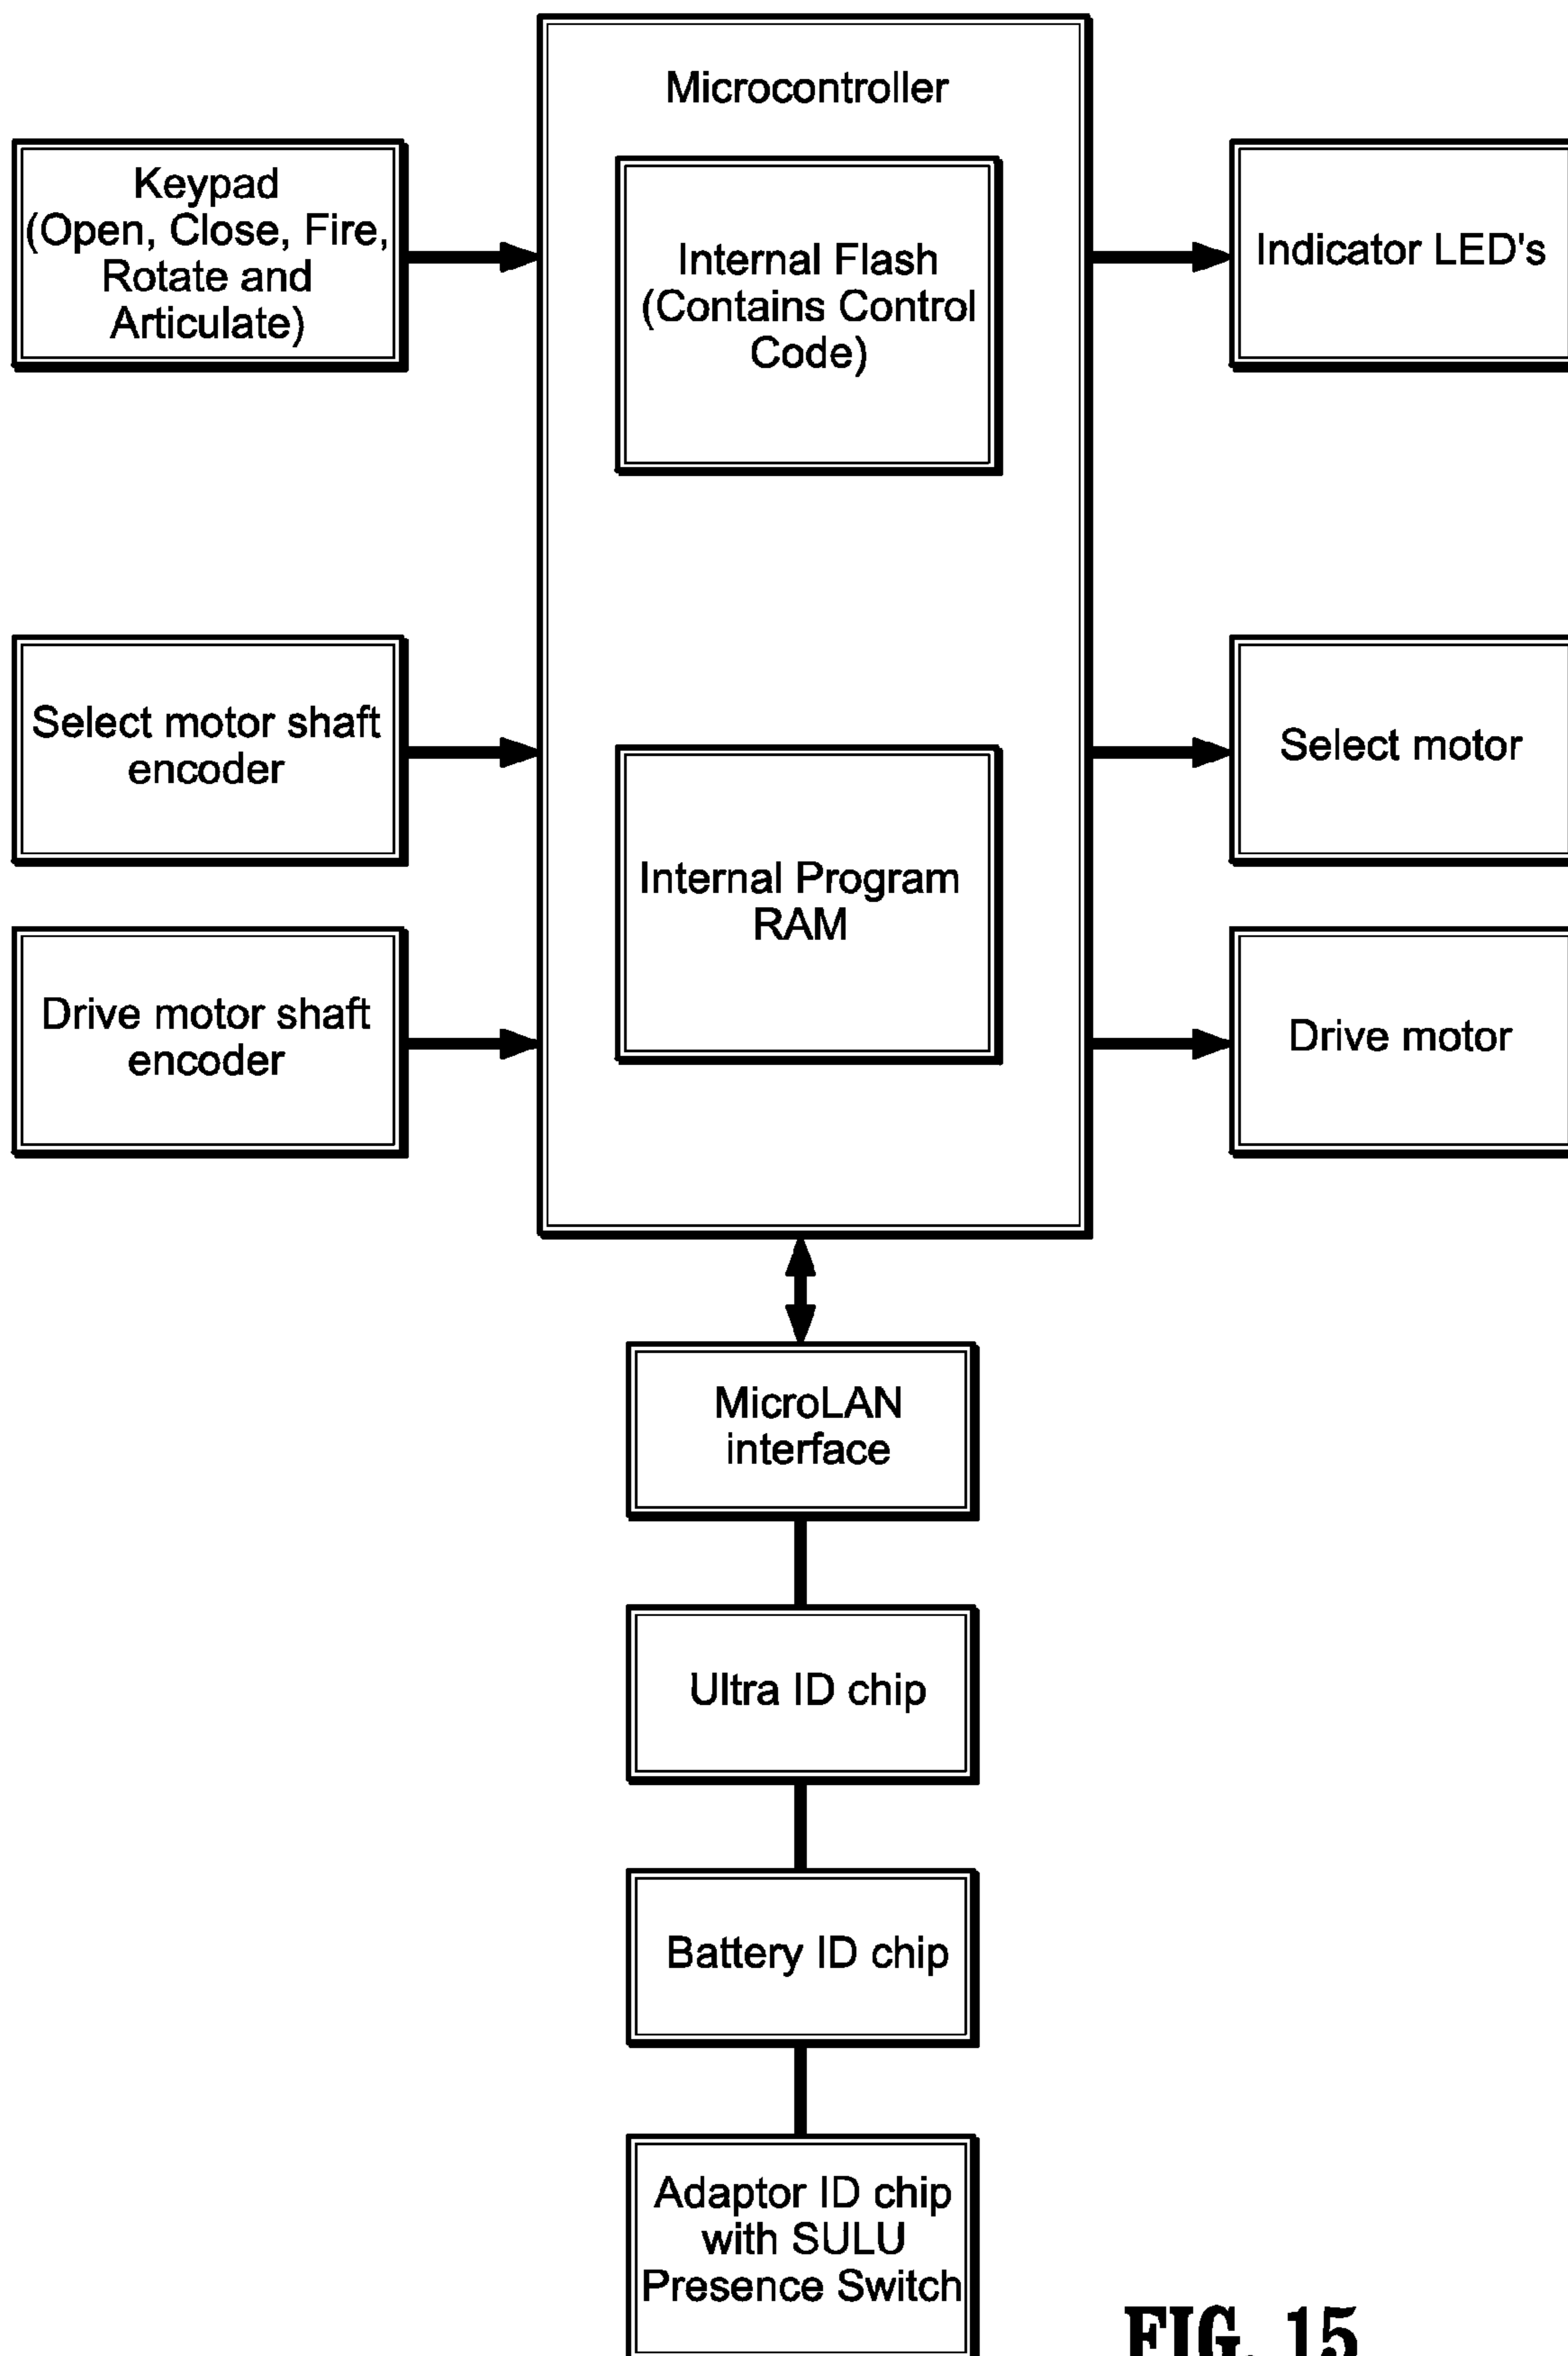 Microcontroller
Keypad
(Open, Close, Fire,
Rotate and
Articulate)
Internal Flash
(Contains Control
Code)
Indicator LED's
Select motor shaft
encoder
Select motor
Internal Program
RAM
Drive motor shaft
encoder
Drive motor
MicroLAN
interface
Ultra ID chip
Battery ID chip
Adaptor ID chip
with SULU
Presence Switch
FIG. 15